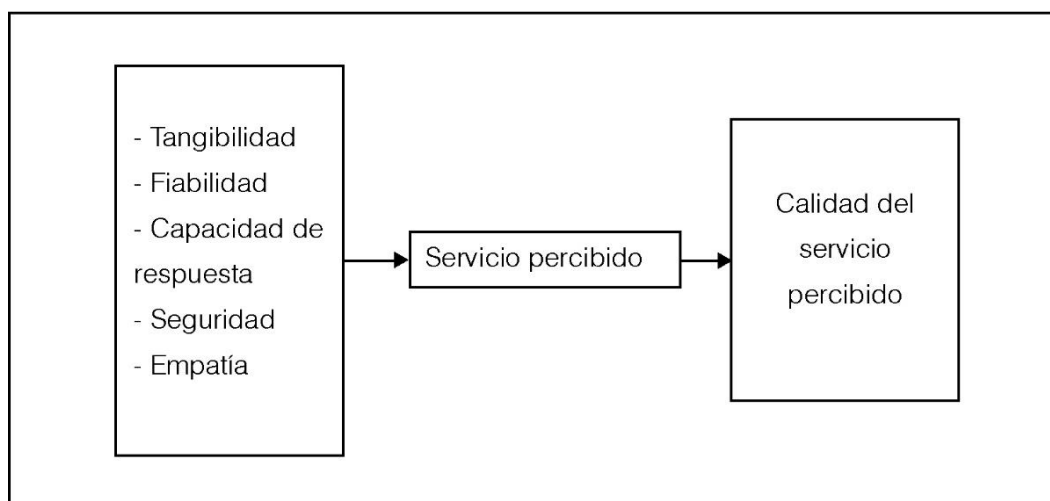 - Tangibilidad
- Fiabilidad
- Capacidad de
respuesta
- Seguridad
- Empatía
Servicio percibido
Calidad del
servicio
percibido